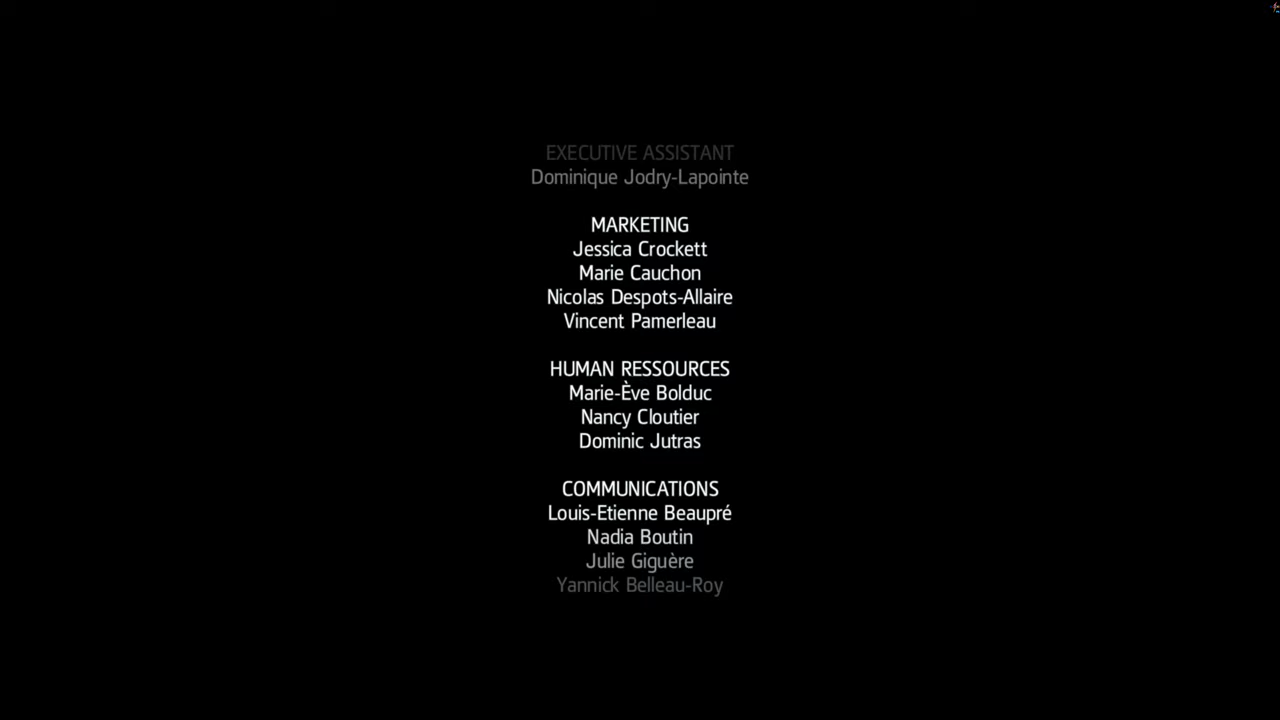 EXECUTIVE ASSISTANT
Dominique Jodry-Lapointe
MARKETING
Jessica Crockett
Marie Cauchon
Nicolas Despots-Allaire
Vincent Pamerleau
HUMAN RESSOURCES
Marie-Ève Bolduc
Nancy Cloutier
Dominic Jutras
COMMUNICATIONS
Louis-Etienne Beaupré
Nadia Boutin
Julie Giguère
Yannick Belleau-Roy